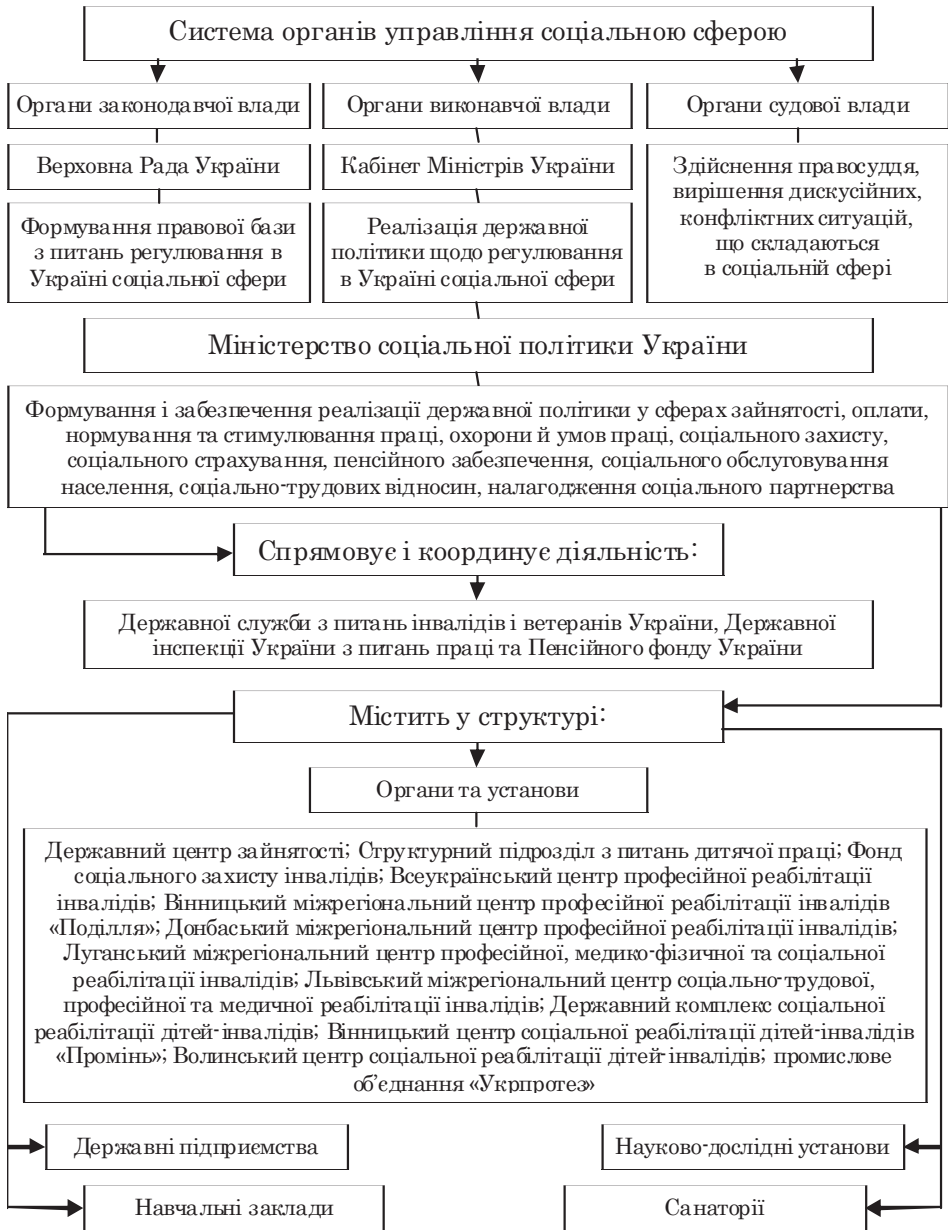 Система органів управління соціальною сферою
Органи законодавчої влади
Органи виконавчої влади
Органи судової влади
Верховна Рада України
Кабінет Міністрів України
Здійснення правосуддя,
вирішення дискусійних,
конфліктних ситуацій,
що складаються
в соціальній сфері
Формування правової бази
з питань регулювання в
Україні соціальної сфери
Реалізація державної
політики щодо регулювання
в Україні соціальної сфери
Міністерство соціальної політики України
Формування і забезпечення реалізації державної політики у сферах зайнятості, оплати,
нормування та стимулювання праці, охорони й умов праці, соціального захисту,
соціального страхування, пенсійного забезпечення, соціального обслуговування
населення, соціально-трудових відносин, налагодження соціального партнерства
Спрямовує і координує діяльність:
Державної служби з питань інвалідів і ветеранів України, Державної
інспекції України з питань праці та Пенсійного фонду України
Містить у структурі:
Органи та установи
Державний центр зайнятості; Структурний підрозділ з питань дитячої праці; Фонд
соціального захисту інвалідів; Всеукраїнський центр професійної реабілітації
інвалідів; Вінницький міжрегіональний центр професійної реабілітації інвалідів
«Поділля»; Донбаський міжрегіональний центр професійної реабілітації інвалідів;
Луганський міжрегіональний центр професійної, медико-фізичної та соціальної
реабілітації інвалідів; Львівський міжрегіональний центр соціально-трудової,
професійної та медичної реабілітації інвалідів; Державний комплекс соціальної
реабілітації дітей-інвалідів; Вінницький центр соціальної реабілітації дітей-інвалідів
«Промінь»; Волинський центр соціальної реабілітації дітей-інвалідів; промислове
об’єднання «Укрпротез»
Державні підприємства
Науково-дослідні установи
Навчальні заклади
Санаторії